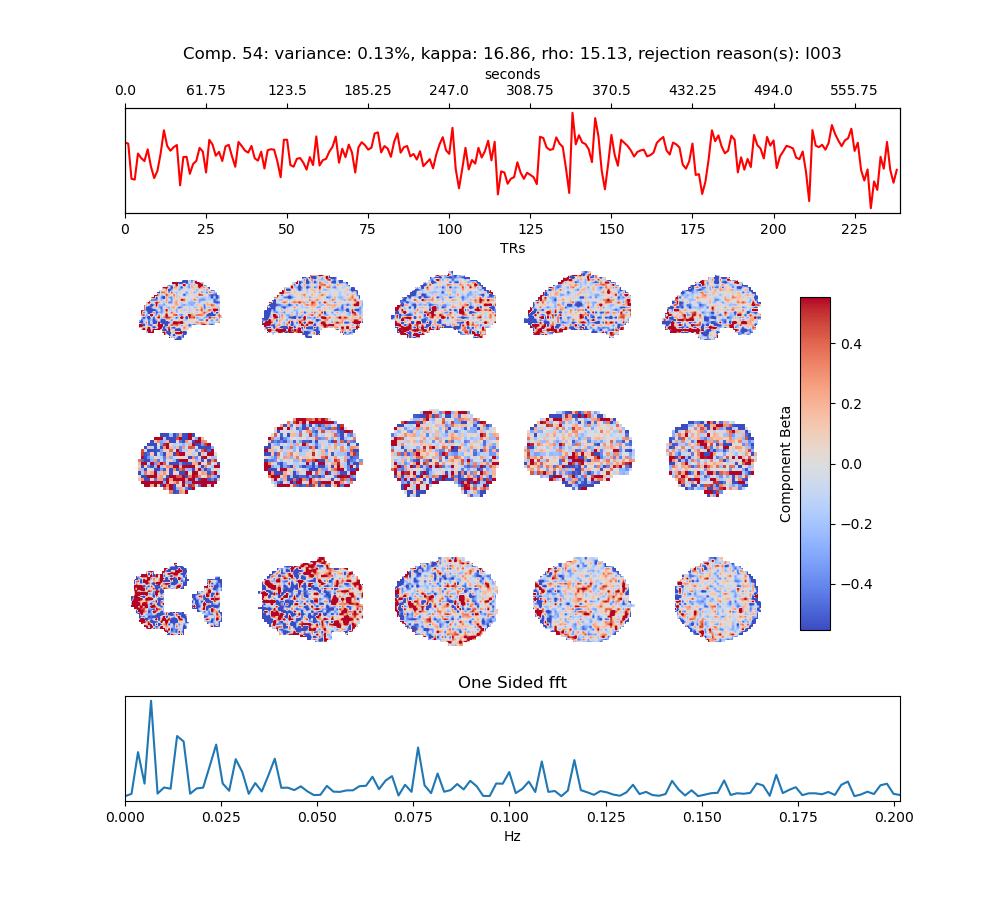 Comp. 54: variance: 0.13%, kappa: 16.86, rho: 15.13, rejection reason(s): I003
seconds
0.0 61.75 123.5 185.25 247.0 308.75 370.5 432.25 494.0 555.75
0 25 50 75 100 125 150 175 200 225
TRs
0.4
0.2
0.0
−0.2
−0.4
Component Beta
One Sided fft
0.000 0.025 0.050 0.075 0.100 0.125 0.150 0.175 0.200
Hz